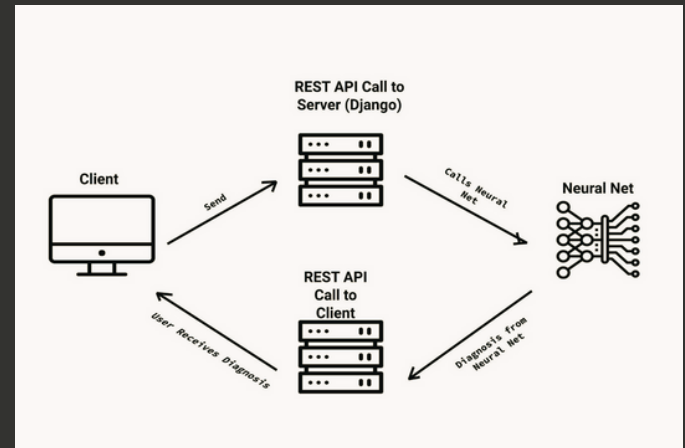 REST API Call to
Server (Django)
Client
Send
Calls Neural
Net
Neural Net
REST API
Call to
Client
User Receives Diagnosis
Diagnosis from
Neural Net